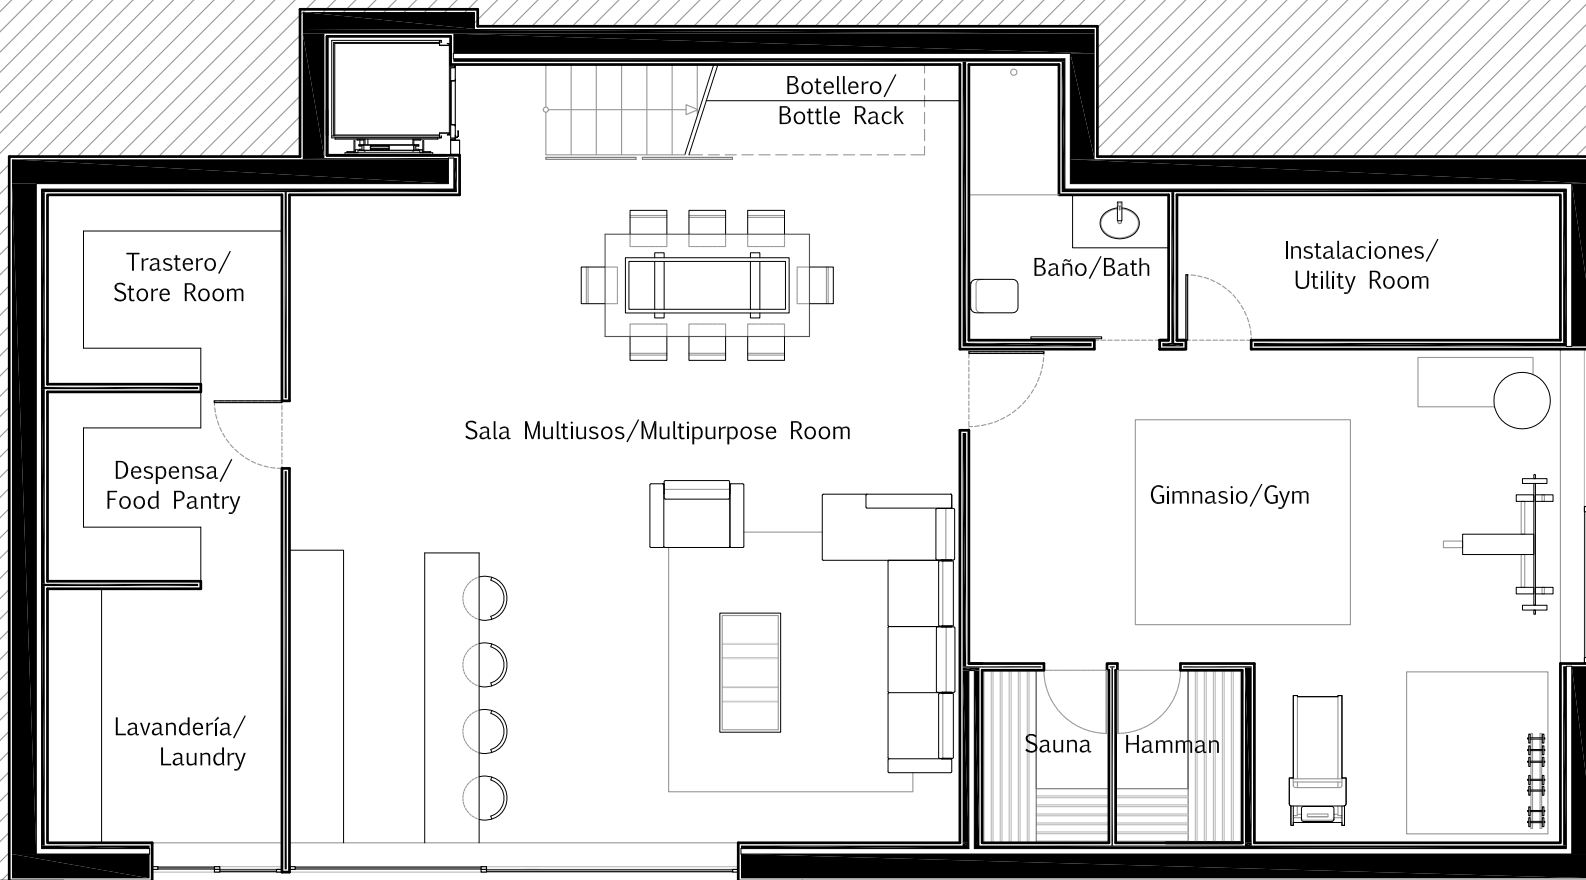 Botellero/
Bottle Rack
Trastero/
Store Room
Baño/Bath
Instalaciones/
Utility Room
Sala Multiusos/Multipurpose Room
Despensa/
Food Pantry
Gimnasio/Gym
Lavandería/
Laundry
Sauna
Hamman